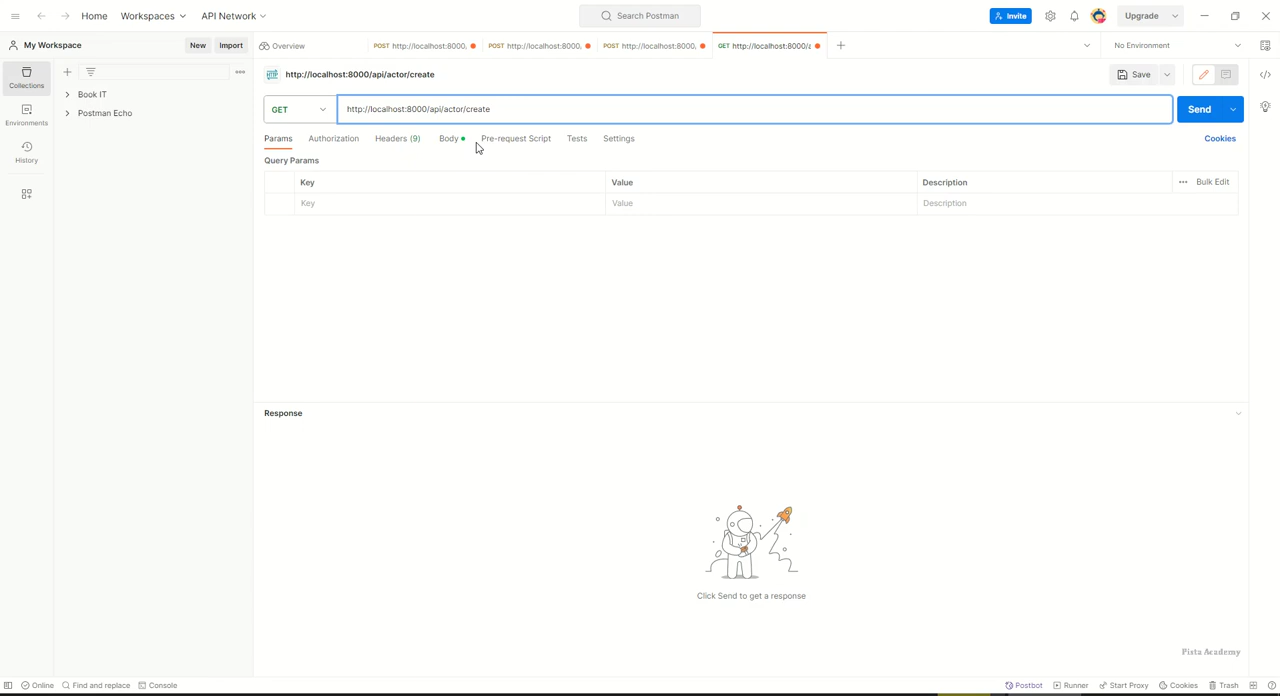 Home Workspaces API Network Search Postman Invite Upgrade
My Workspace New Import Overview POST http://localhost:8000, POST http://localhost:8000, POST http://localhost:8000, GET http://localhost:8000/a No Environment
Collections
Environments
History
Book IT
Postman Echo
HTTP http://localhost:8000/api/actor/create Save
GET http://localhost:8000/api/actor/create Send
Params Authorization Headers (9) Body Pre-request Script Tests Settings Cookies
Query Params
Key Value Description Bulk Edit
Key Value Description
Response
Click Send to get a response
Pista Academy
Online Find and replace Console Postbot Runner Start Proxy Cookies Trash